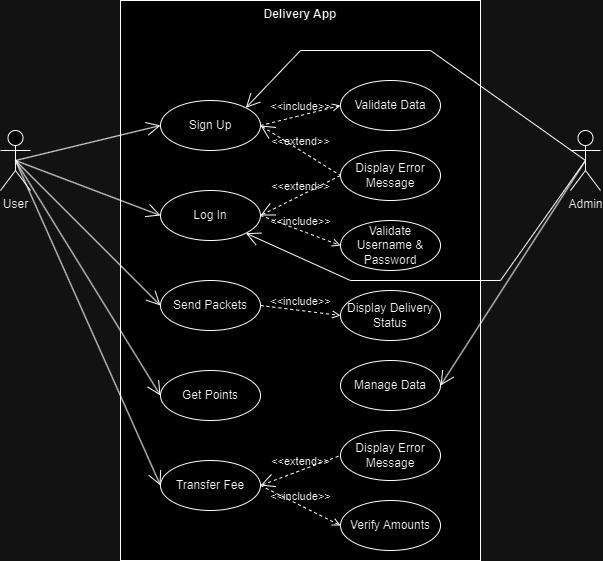 Delivery App
<<include>>
Validate Data
Sign Up
<<extend>>
Display Error
Message
<<extend>>
User
Admin
Log In
<<include>>
Validate
Username &
Password
Send Packets
<<include>>
Display Delivery
Status
Get Points
Manage Data
Display Error
Message
<<extend>>
Transfer Fee
<<include>>
Verify Amounts